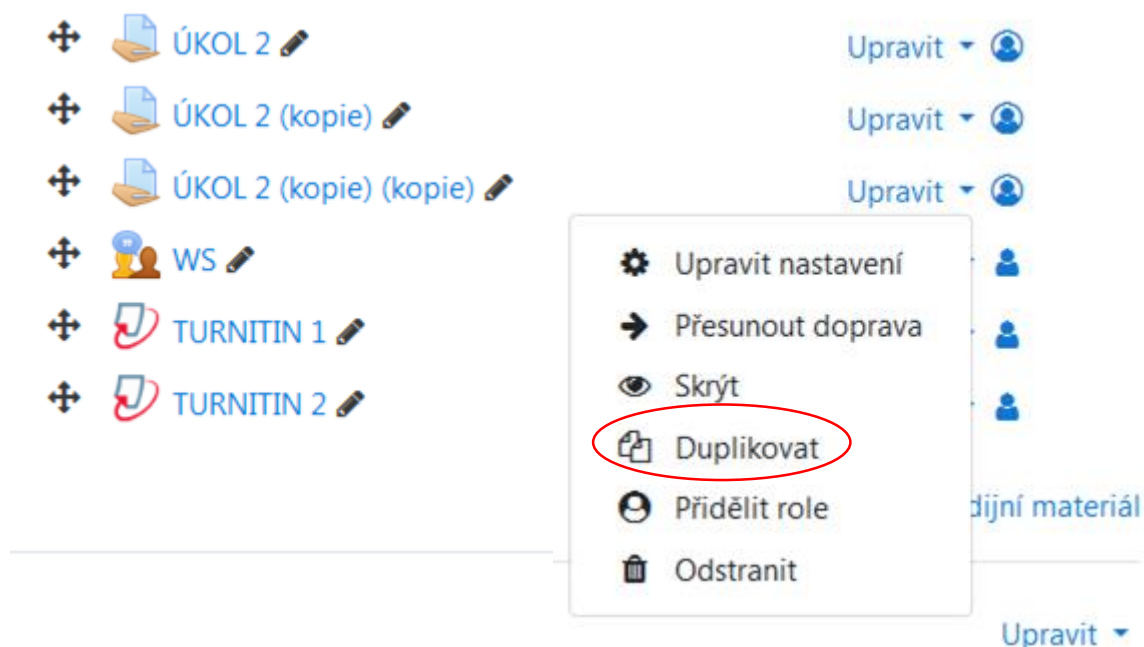 ÚKOL 2 Upravit
ÚKOL 2 (kopie) Upravit
ÚKOL 2 (kopie) (kopie) Upravit
WS
TURNITIN 1
TURNITIN 2
Upravit nastavení
Přesunout doprava
Skrýt
Duplikovat
Přidělit role
Odstranit
dijní materiál
Upravit